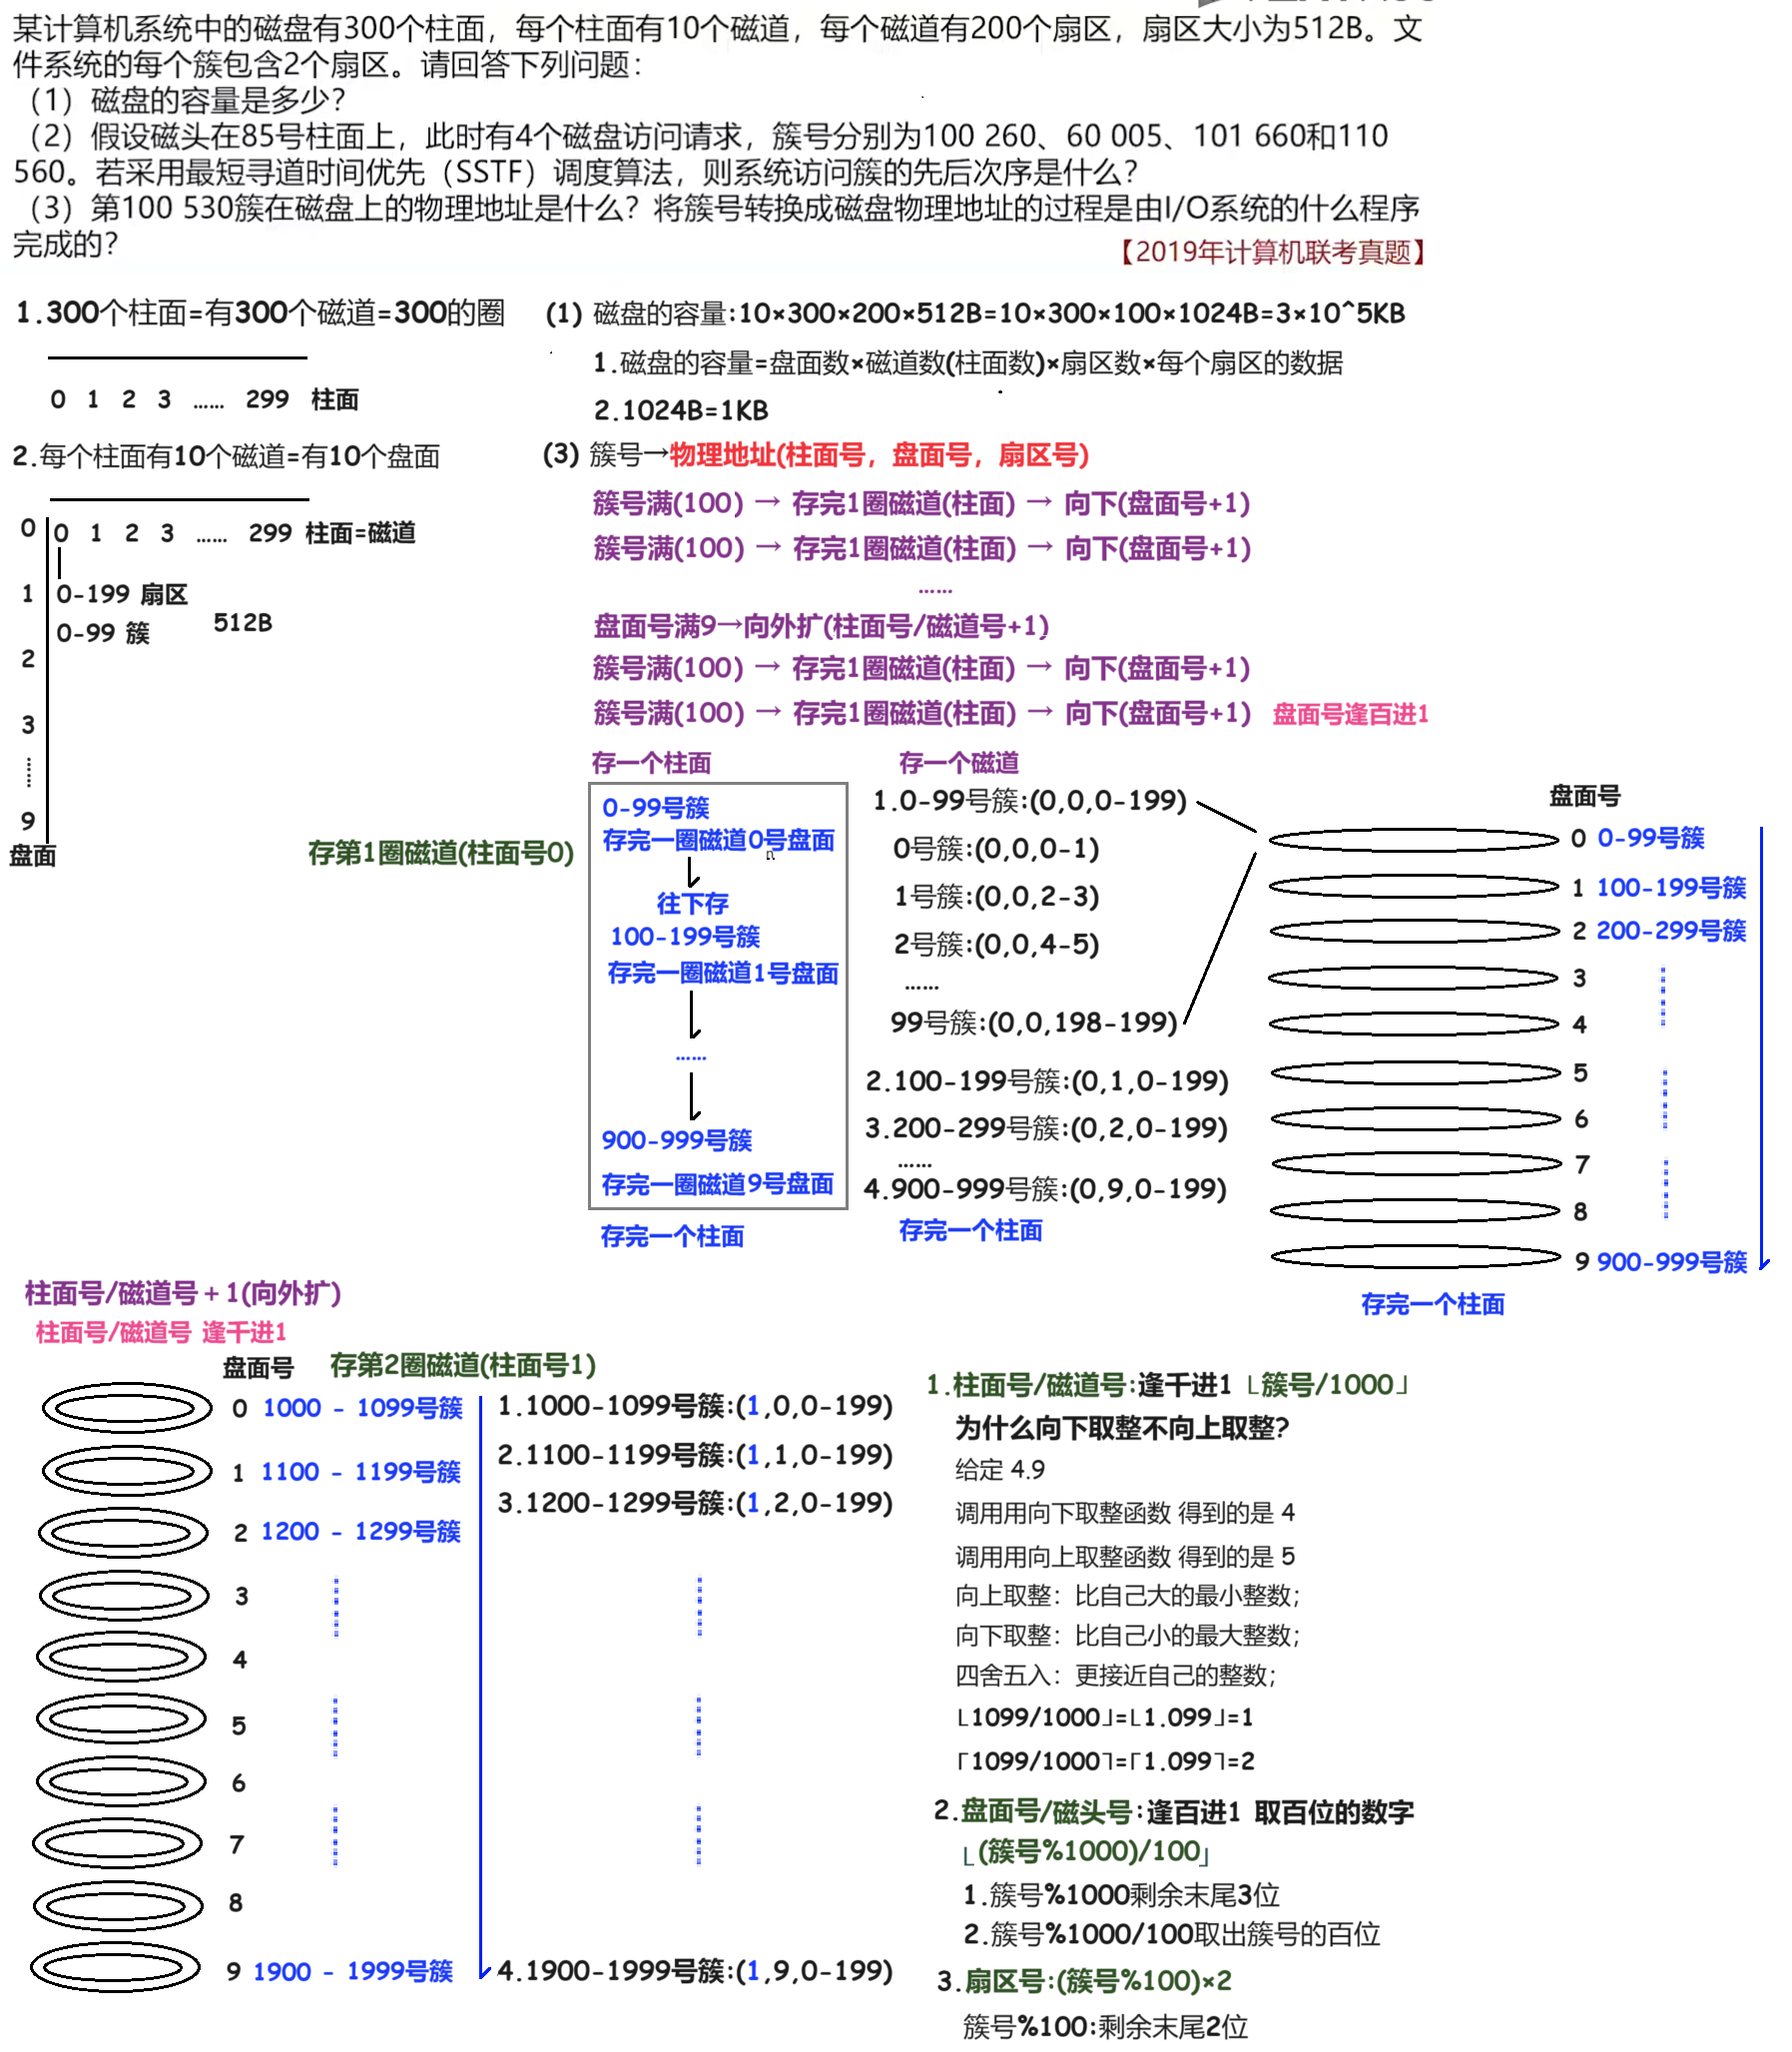 某计算机系统中的磁盘有300个柱面，每个柱面有10个磁道，每个磁道有200个扇区，扇区大小为512B。文
件系统的每个簇包含2个扇区。请回答下列问题：
（1）磁盘的容量是多少？
（2）假设磁头在85号柱面上，此时有4个磁盘访问请求，簇号分别为100 260、60 005、101 660和110
560。若采用最短寻道时间优先（SSTF）调度算法，则系统访问簇的先后次序是什么？
（3）第100 530簇在磁盘上的物理地址是什么？将簇号转换成磁盘物理地址的过程是由I/O系统的什么程序
完成的？
【2019年计算机联考真题】
1.300个柱面=有300个磁道=300的圈
0 1 2 3 …… 299 柱面
2.每个柱面有10个磁道=有10个盘面
0 0 1 2 3 …… 299 柱面=磁道
1 0-199 扇区
0-99 簇 512B
2
3
……
9
盘面
(1) 磁盘的容量:10×300×200×512B=10×300×100×1024B=3×10^5KB
1.磁盘的容量=盘面数×磁道数(柱面数)×扇区数×每个扇区的数据
2.1024B=1KB
(3) 簇号→物理地址(柱面号，盘面号，扇区号)
簇号满(100) → 存完1圈磁道(柱面) → 向下(盘面号+1)
簇号满(100) → 存完1圈磁道(柱面) → 向下(盘面号+1)
……
盘面号满9→向外扩(柱面号/磁道号+1)
簇号满(100) → 存完1圈磁道(柱面) → 向下(盘面号+1)
簇号满(100) → 存完1圈磁道(柱面) → 向下(盘面号+1) 盘面号逢百进1
存第1圈磁道(柱面号0)
存一个柱面
0-99号簇
存完一圈磁道0号盘面
往下存
100-199号簇
存完一圈磁道1号盘面
……
900-999号簇
存完一圈磁道9号盘面
存完一个柱面
存一个磁道
1.0-99号簇:(0,0,0-199)
0号簇:(0,0,0-1)
1号簇:(0,0,2-3)
2号簇:(0,0,4-5)
……
99号簇:(0,0,198-199)
2.100-199号簇:(0,1,0-199)
3.200-299号簇:(0,2,0-199)
……
4.900-999号簇:(0,9,0-199)
存完一个柱面
盘面号
0 0-99号簇
1 100-199号簇
2 200-299号簇
3
4
5
6
7
8
9 900-999号簇
存完一个柱面
柱面号/磁道号+1(向外扩)
柱面号/磁道号 逢千进1
盘面号 存第2圈磁道(柱面号1)
0 1000 - 1099号簇
1 1100 - 1199号簇
2 1200 - 1299号簇
3
4
5
6
7
8
9 1900 - 1999号簇
1.1000-1099号簇:(1,0,0-199)
2.1100-1199号簇:(1,1,0-199)
3.1200-1299号簇:(1,2,0-199)
4.1900-1999号簇:(1,9,0-199)
1.柱面号/磁道号:逢千进1 ⌊簇号/1000⌋
为什么向下取整不向上取整?
给定 4.9
调用用向下取整函数 得到的是 4
调用用向上取整函数 得到的是 5
向上取整：比自己大的最小整数；
向下取整：比自己小的最大整数；
四舍五入：更接近自己的整数；
⌊1099/1000⌋=⌊1.099⌋=1
⌈1099/1000⌉=⌈1.099⌉=2
2.盘面号/磁头号:逢百进1 取百位的数字
⌊(簇号%1000)/100⌋
1.簇号%1000剩余末尾3位
2.簇号%1000/100取出簇号的百位
3.扇区号:(簇号%100)×2
簇号%100:剩余末尾2位